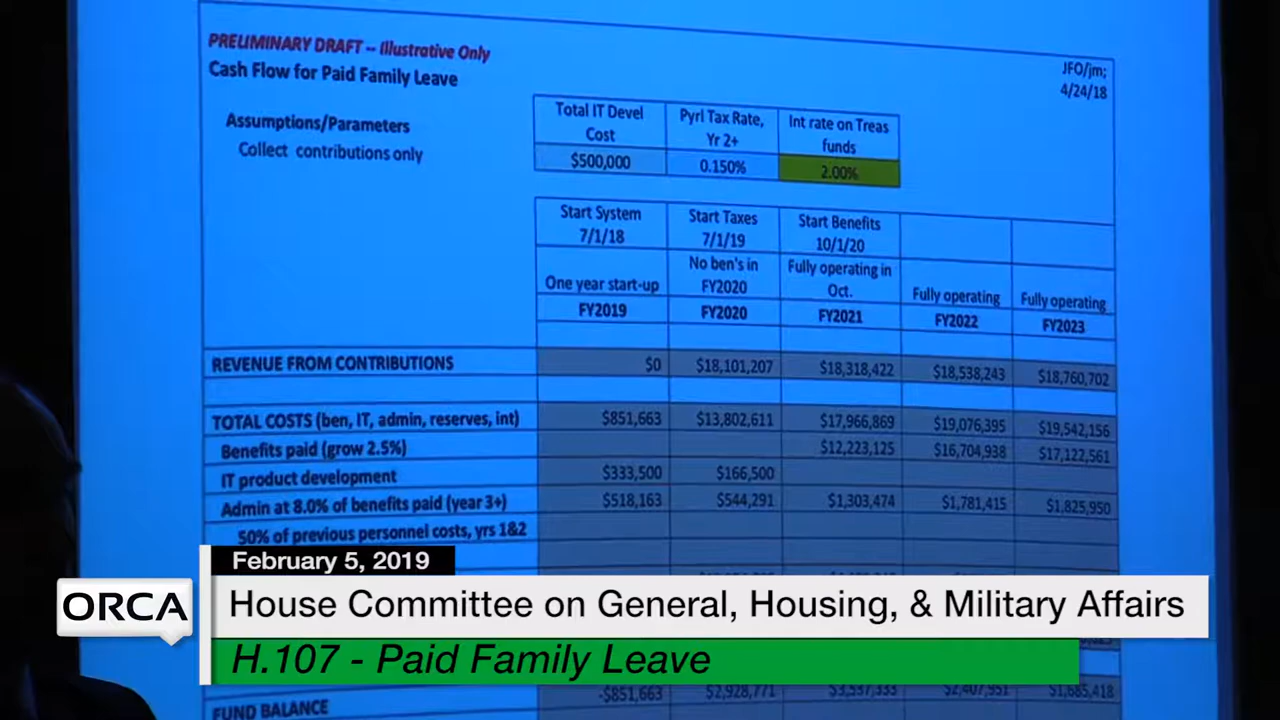 PRELIMINARY DRAFT -- Illustrative Only
JFO/jm;
Cash Flow for Paid Family Leave
4/24/18
Assumptions/Parameters
Total IT Devel Cost
Pyrl Tax Rate, Yr 2+
Int rate on Treas funds
Collect contributions only
$500,000 0.150% 2.00%
Start System 7/1/18
Start Taxes 7/1/19
Start Benefits 10/1/20
One year start-up
No ben's in FY2020
Fully operating in Oct.
Fully operating
Fully operating
FY2019 FY2020 FY2021 FY2022 FY2023
REVENUE FROM CONTRIBUTIONS $0 $18,101,207 $18,318,422 $18,538,243 $18,760,702
TOTAL COSTS (ben, IT, admin, reserves, int) $851,663 $13,802,611 $17,966,869 $19,076,395 $19,542,156
Benefits paid (grow 2.5%) $12,223,125 $16,704,938 $17,122,561
IT product development $333,500 $166,500
Admin at 8.0% of benefits paid (year 3+) $518,163 $544,291 $1,303,474 $1,781,415 $1,825,950
50% of previous personnel costs, yrs 1&2
February 5, 2019
ORCA
House Committee on General, Housing, & Military Affairs
H.107 - Paid Family Leave
FUND BALANCE -$851,663 $2,928,771 $1,685,418